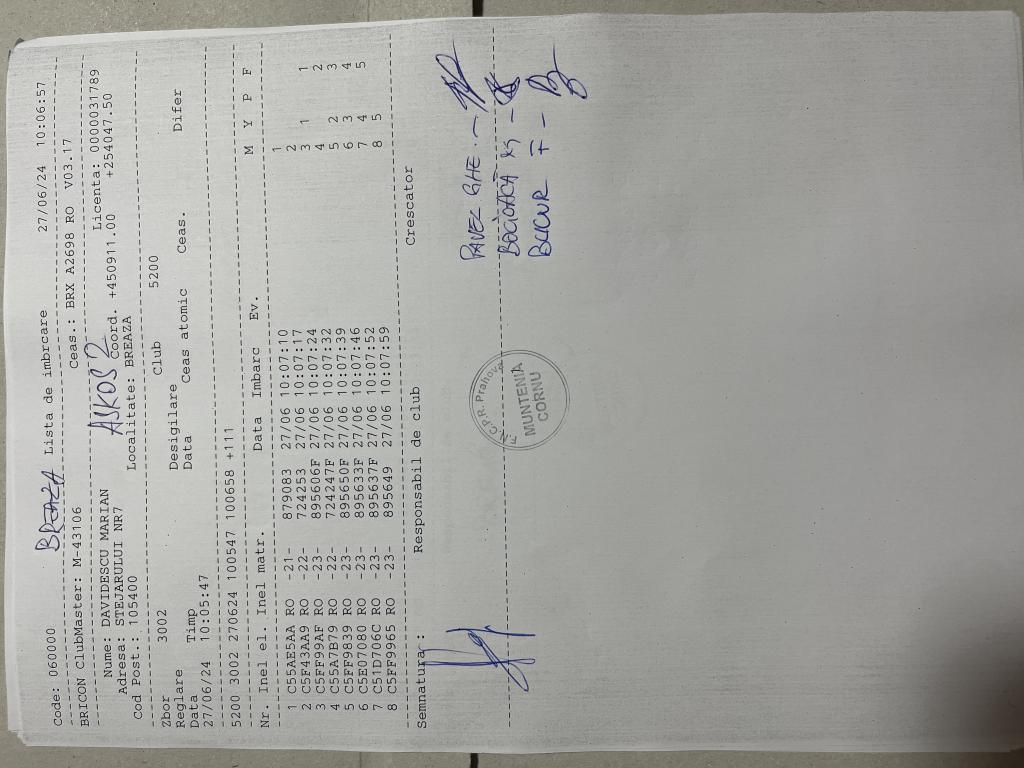 Code: 060000 BREAZA Lista de imbrcare 27/06/24 10:06:57
BRICON ClubMaster: M-43106 Ceas.: BRX A2698 RO V03.17
Nume: DAVIDESCU MARIAN ASKOS 2 Licenta: 0000031789
Adresa: STEJARULUI NR7 Coord. +450911.00 +254047.50
Cod Post.: 105400 Localitate: BREAZA
Zbor 3002 Club 5200
Reglare Desigilare
Data Timp Data Ceas atomic Ceas. Difer
27/06/24 10:05:47
5200 3002 270624 100547 100658 +111
Nr. Inel el. Inel matr. Data Imbarc Ev. M Y P F
1 C55AE5AA RO -21- 879083 27/06 10:07:10 1
2 C5F43AA9 RO -22- 724253 27/06 10:07:17 2
3 C5FF99AF RO -23- 895606F 27/06 10:07:24 3 1 1
4 C55A7B79 RO -22- 724247F 27/06 10:07:32 4 2
5 C5FF9839 RO -23- 895650F 27/06 10:07:39 5 2 3
6 C5E07080 RO -23- 895633F 27/06 10:07:46 6 3 4
7 C51D706C RO -23- 895637F 27/06 10:07:52 7 4 5
8 C5FF9965 RO -23- 895649 27/06 10:07:59 8 5
Semnatura : Responsabil de club Crescator
PAVEL GHE. -
-
BUCUR F -
F.N.C.P.R. Prahova
MUNTENIA
CORNU